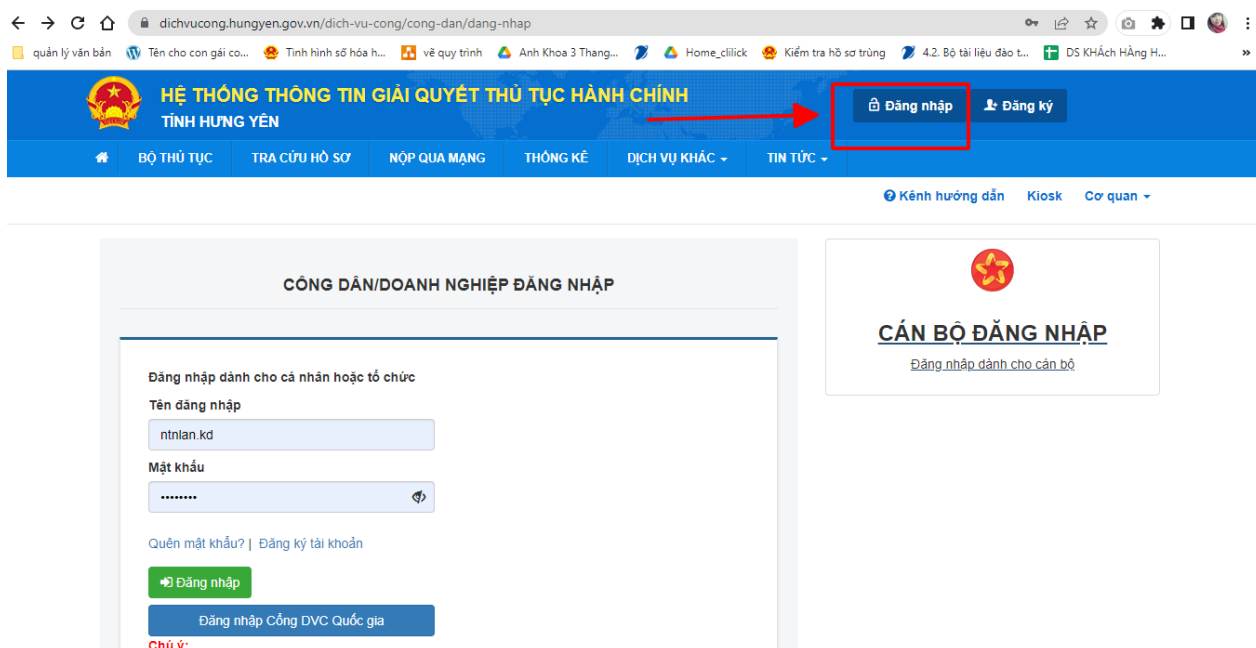 dichvucong.hungyen.gov.vn/dich-vu-cong/cong-dan/dang-nhap
quản lý văn bản Tên cho con gái co... Tình hình số hóa h... vẽ quy trình Anh Khoa 3 Thang... Home_clilick Kiểm tra hồ sơ trùng 4.2. Bộ tài liệu đào t... DS KHÁch HÀng H... »
HỆ THỐNG THÔNG TIN GIẢI QUYẾT THỦ TỤC HÀNH CHÍNH
TỈNH HƯNG YÊN
Đăng nhập Đăng ký
BỘ THỦ TỤC TRA CỨU HỒ SƠ NỘP QUA MẠNG THỐNG KÊ DỊCH VỤ KHÁC TIN TỨC
Kênh hướng dẫn Kiosk Cơ quan
CÔNG DÂN/DOANH NGHIỆP ĐĂNG NHẬP
Đăng nhập dành cho cá nhân hoặc tổ chức
Tên đăng nhập
ntnlan.kd
Mật khẩu
••••••••
Quên mật khẩu? | Đăng ký tài khoản
Đăng nhập
Đăng nhập Cổng DVC Quốc gia
Chú ý:
CÁN BỘ ĐĂNG NHẬP
Đăng nhập dành cho cán bộ